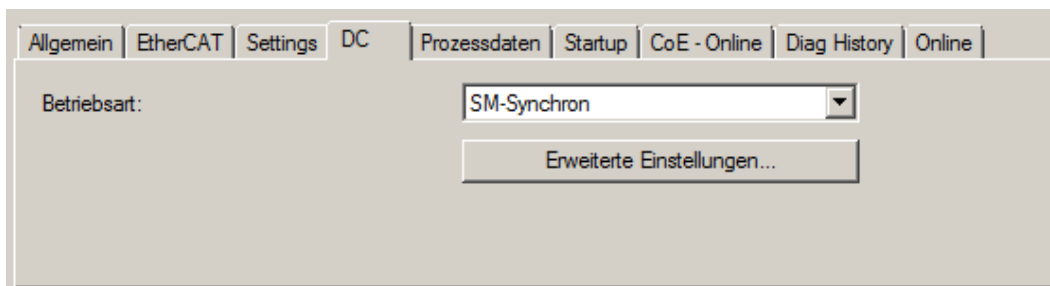 Allgemein EtherCAT Settings DC Prozessdaten Startup CoE - Online Diag History Online
Betriebsart: SM-Synchron
Erweiterte Einstellungen...